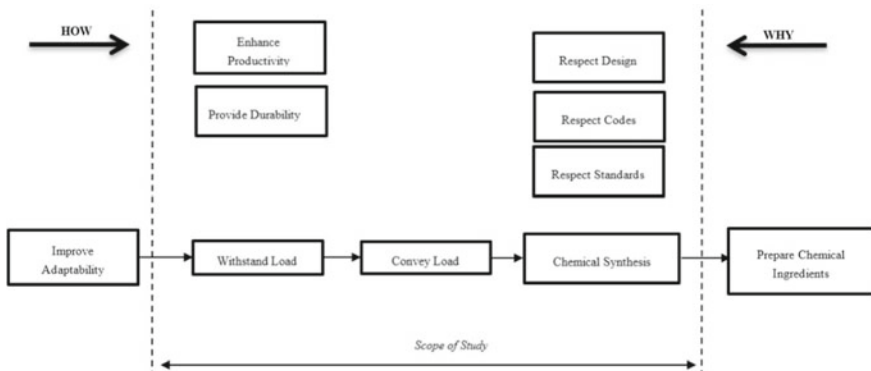 HOW
WHY
Enhance
Productivity
Respect Design
Provide Durability
Respect Codes
Respect Standards
Improve
Adaptability
Withstand Load
Convey Load
Chemical Synthesis
Prepare Chemical
Ingredients
Scope of Study